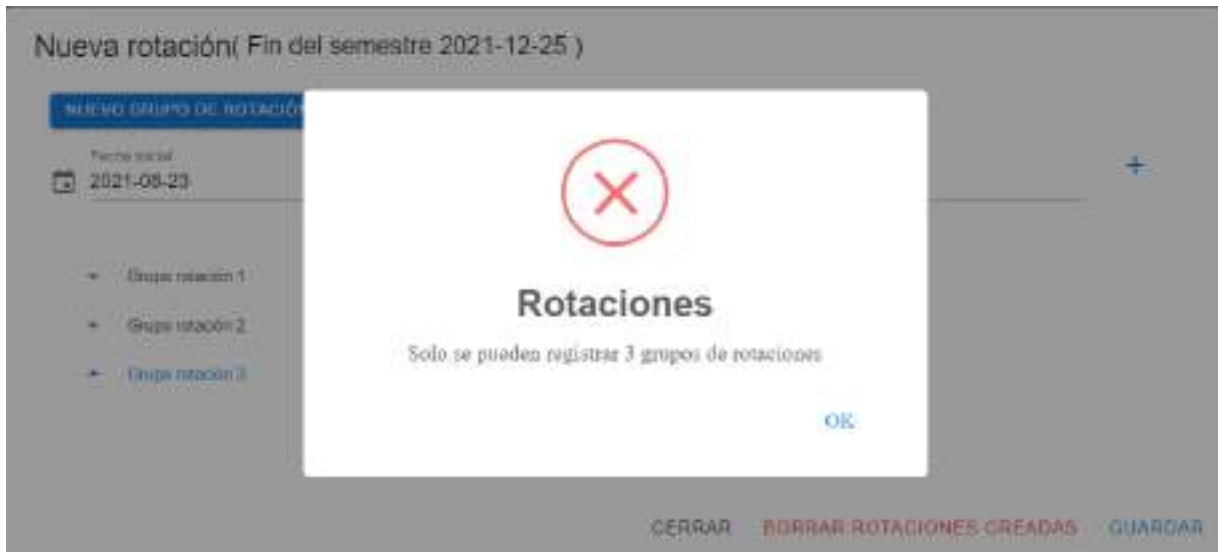 Nueva rotación( Fin del semestre 2021-12-25 )
NUEVO GRUPO DE ROTACIÓN
Fecha inicial
2021-08-23
+
Grupo rotación 1
Grupo rotación 2
Grupo rotación 3
Rotaciones
Solo se pueden registrar 3 grupos de rotaciones
OK
CERRAR BORRAR ROTACIONES CREADAS GUARDAR